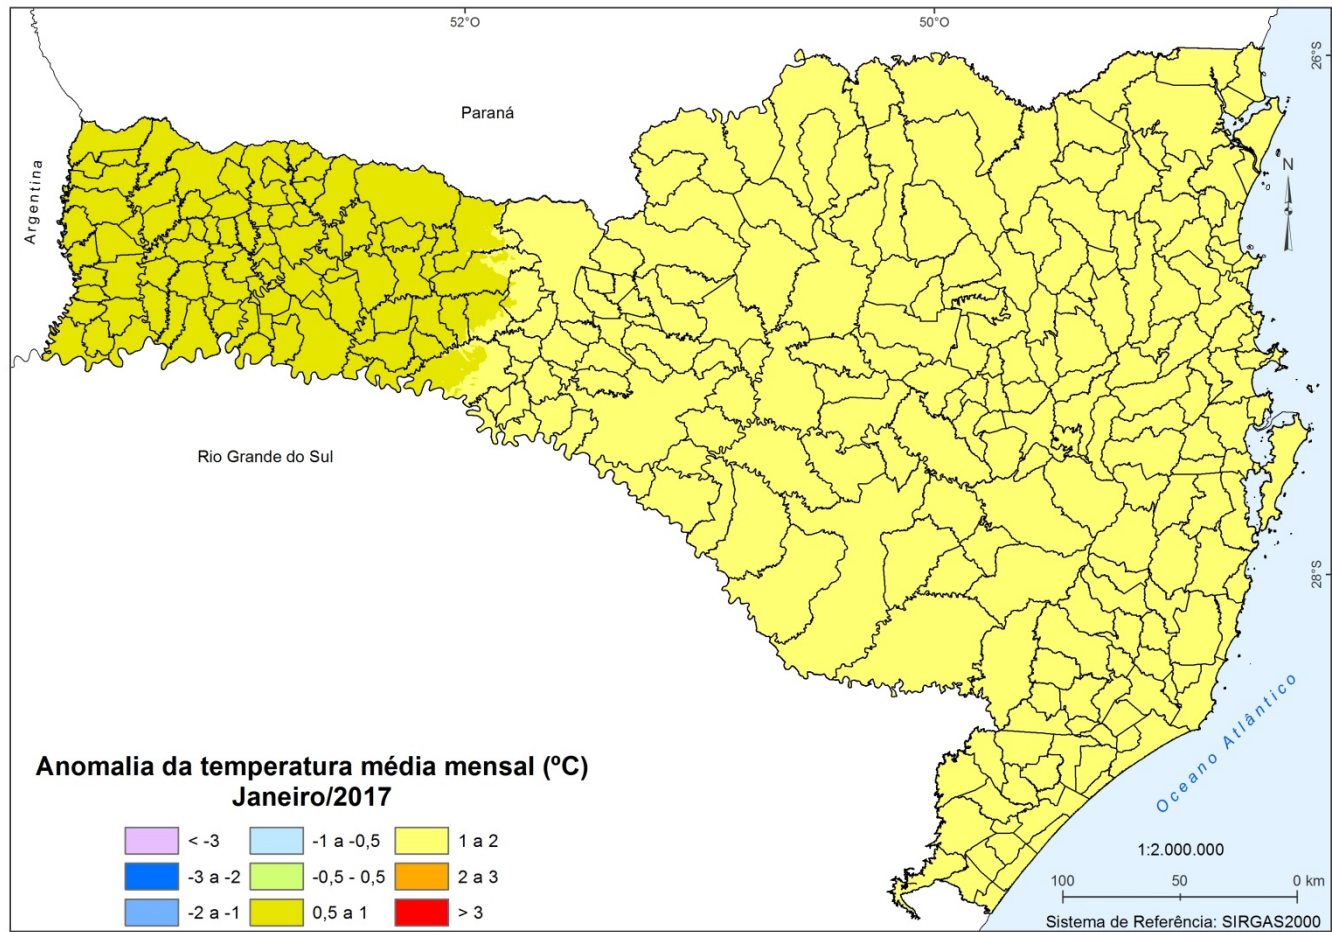 52°O
50°O
26°S
Paraná
Argentina
N
Rio Grande do Sul
28°S
Oceano Atlântico
Anomalia da temperatura média mensal (ºC)
Janeiro/2017
< -3
-1 a -0,5
1 a 2
-3 a -2
-0,5 - 0,5
2 a 3
-2 a -1
0,5 a 1
> 3
1:2.000.000
100
50
0 km
Sistema de Referência: SIRGAS2000